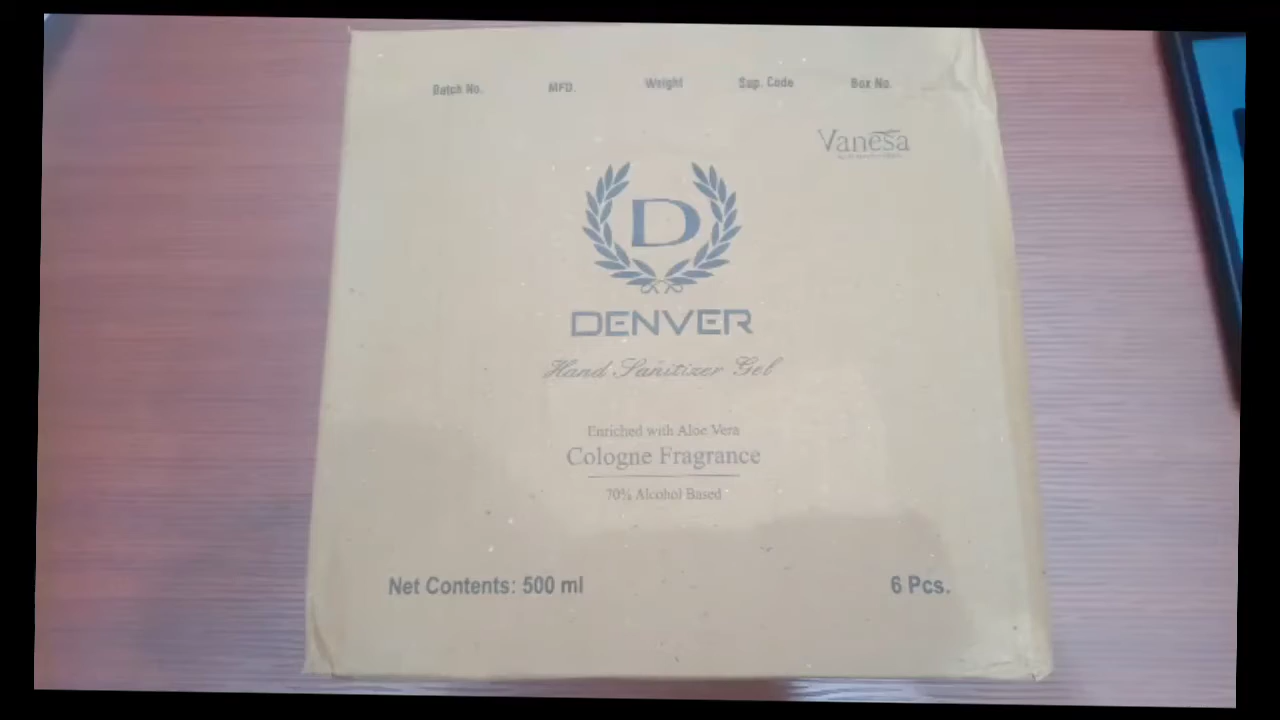 Batch No. MFD. Weight Sup. Code Box No.
Vanesa
D
DENVER
Hand Sanitizer Gel
Enriched with Aloe Vera
Cologne Fragrance
70% Alcohol Based
Net Contents: 500 ml 6 Pcs.